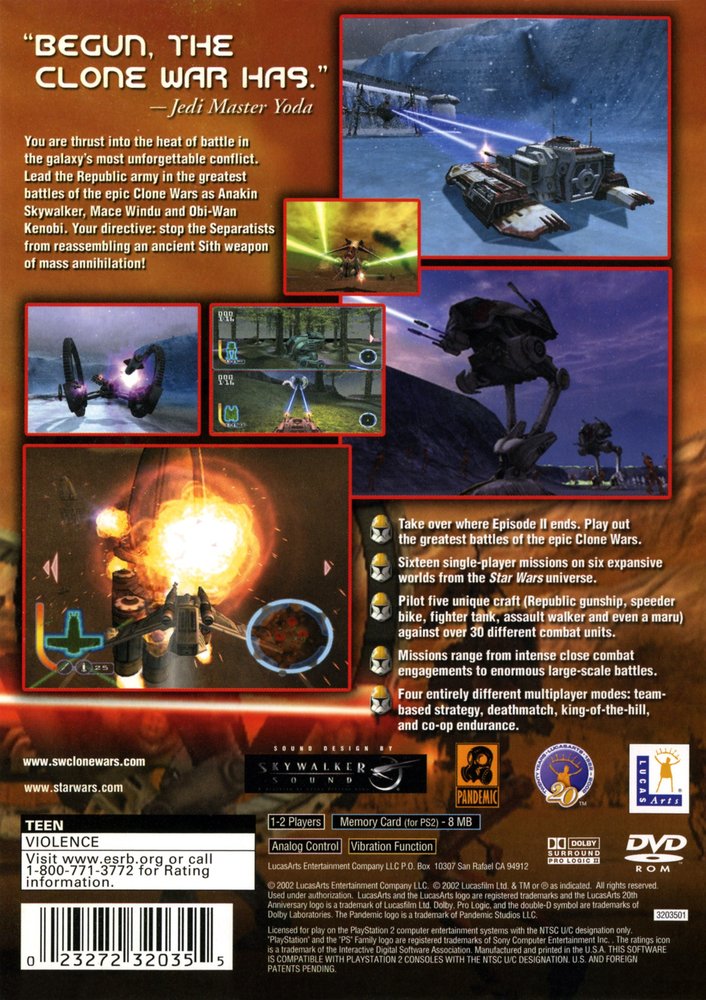 “BEGUN, THE
CLONE WAR HAS.”
— Jedi Master Yoda
You are thrust into the heat of battle in
the galaxy's most unforgettable conflict.
Lead the Republic army in the greatest
battles of the epic Clone Wars as Anakin
Skywalker, Mace Windu and Obi-Wan
Kenobi. Your directive: stop the Separatists
from reassembling an ancient Sith weapon
of mass annihilation!
25
Take over where Episode II ends. Play out
the greatest battles of the epic Clone Wars.
Sixteen single-player missions on six expansive
worlds from the Star Wars universe.
Pilot five unique craft (Republic gunship, speeder
bike, fighter tank, assault walker and even a maru)
against over 30 different combat units.
Missions range from intense close combat
engagements to enormous large-scale battles.
Four entirely different multiplayer modes: team-
based strategy, deathmatch, king-of-the-hill,
and co-op endurance.
www.swclonewars.com
www.starwars.com
SOUND DESIGN BY
SKYWALKER
SOUND
PANDEMIC
20 TM
LUCAS
Arts
TEEN
VIOLENCE
Visit www.esrb.org or call
1-800-771-3772 for Rating
information.
1-2 Players
Memory Card (for PS2) - 8 MB
Analog Control
Vibration Function
DOLBY
SURROUND
PRO LOGIC II
DVD
ROM
LucasArts Entertainment Company LLC P.O. Box 10307 San Rafael CA 94912
© 2002 LucasArts Entertainment Company LLC. © 2002 Lucasfilm Ltd. & TM or ® as indicated. All rights reserved.
Used under authorization. LucasArts and the LucasArts logo are registered trademarks and the LucasArts 20th
Anniversary logo is a trademark of Lucasfilm Ltd. Dolby, Pro Logic, and the double-D symbol are trademarks of
Dolby Laboratories. The Pandemic logo is a trademark of Pandemic Studios LLC.
3203501
Licensed for play on the PlayStation 2 computer entertainment systems with the NTSC U/C designation only.
"PlayStation" and the "PS" Family logo are registered trademarks of Sony Computer Entertainment Inc. . The ratings icon
is a trademark of the Interactive Digital Software Association. Manufactured and printed in the U.S.A. THIS SOFTWARE
IS COMPATIBLE WITH PLAYSTATION 2 CONSOLES WITH THE NTSC U/C DESIGNATION. U.S. AND FOREIGN
PATENTS PENDING.
0 23272 32035 5